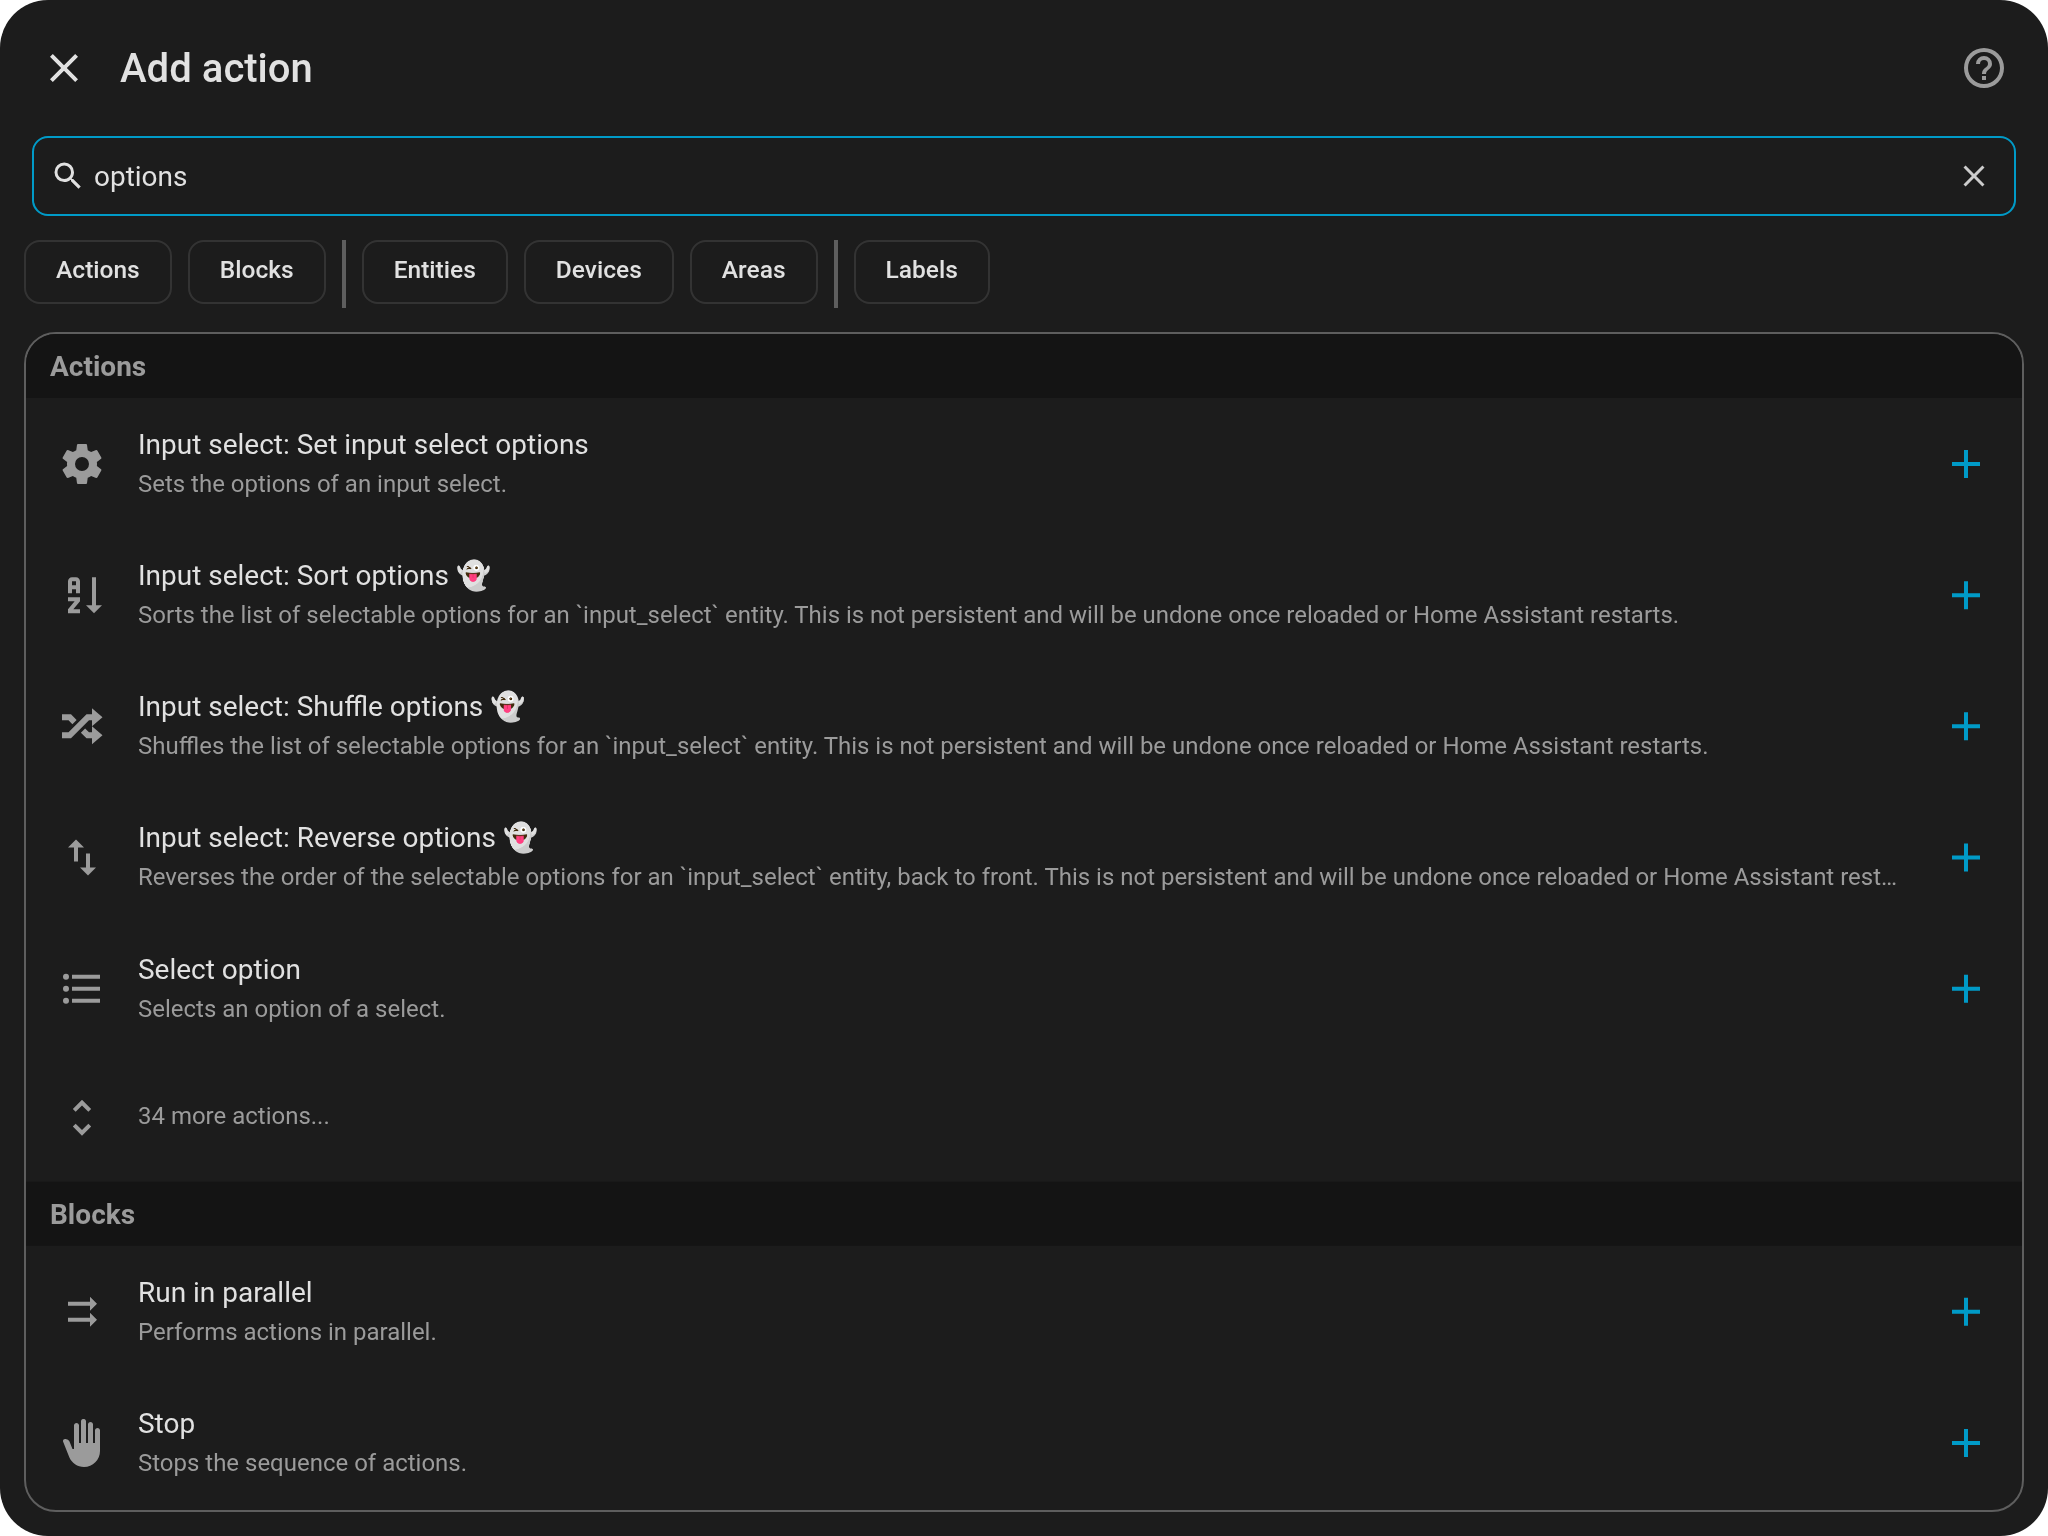 Add action
options
Actions Blocks Entities Devices Areas Labels
Actions
Input select: Set input select options
Sets the options of an input select.
Input select: Sort options 👻
Sorts the list of selectable options for an `input_select` entity. This is not persistent and will be undone once reloaded or Home Assistant restarts.
Input select: Shuffle options 👻
Shuffles the list of selectable options for an `input_select` entity. This is not persistent and will be undone once reloaded or Home Assistant restarts.
Input select: Reverse options 👻
Reverses the order of the selectable options for an `input_select` entity, back to front. This is not persistent and will be undone once reloaded or Home Assistant rest...
Select option
Selects an option of a select.
34 more actions...
Blocks
Run in parallel
Performs actions in parallel.
Stop
Stops the sequence of actions.